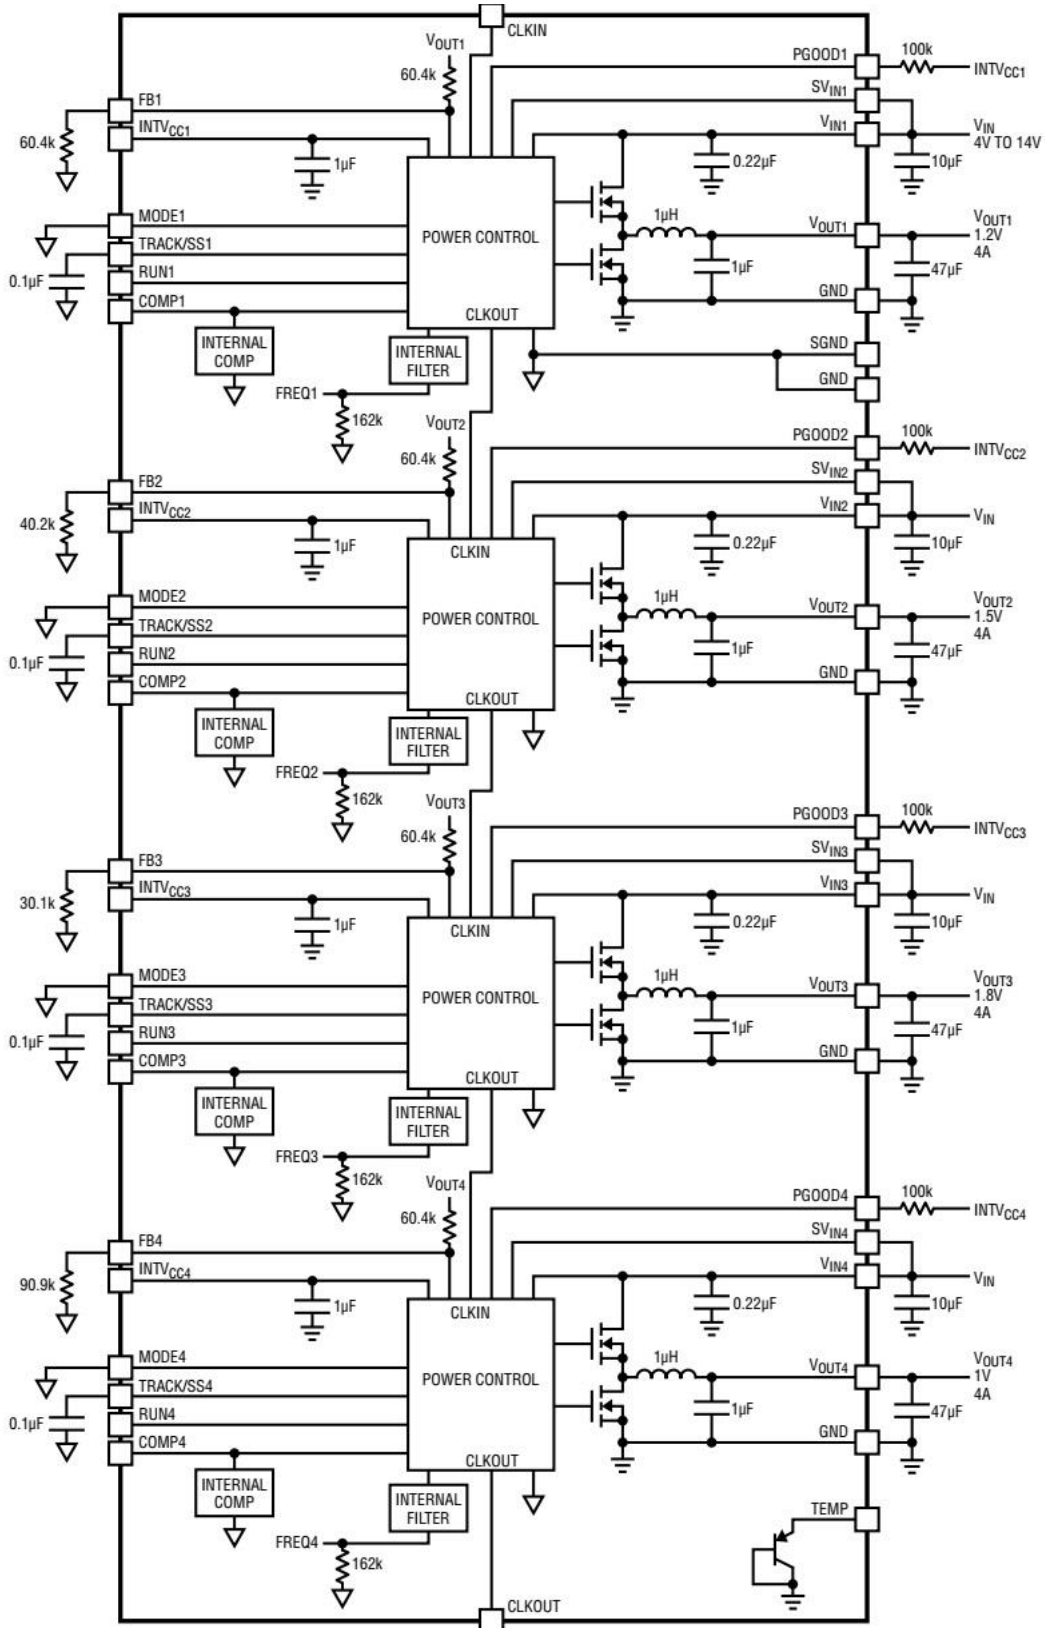 CLKIN
VOUT1
60.4k
PGOOD1
100k
INTVCC1
SVIN1
FB1
INTVCC1
60.4k
1µF
VIN1
VIN
4V TO 14V
0.22µF
10µF
MODE1
TRACK/SS1
0.1µF
RUN1
COMP1
POWER CONTROL
CLKOUT
1µH
VOUT1
VOUT1
1.2V
4A
1µF
47µF
GND
INTERNAL
COMP
INTERNAL
FILTER
SGND
GND
FREQ1
162k
VOUT2
60.4k
PGOOD2
100k
INTVCC2
SVIN2
FB2
INTVCC2
40.2k
1µF
CLKIN
VIN2
VIN
0.22µF
10µF
MODE2
TRACK/SS2
0.1µF
RUN2
COMP2
POWER CONTROL
CLKOUT
1µH
VOUT2
VOUT2
1.5V
4A
1µF
47µF
GND
INTERNAL
COMP
INTERNAL
FILTER
FREQ2
162k
VOUT3
60.4k
PGOOD3
100k
INTVCC3
SVIN3
FB3
INTVCC3
30.1k
1µF
CLKIN
VIN3
VIN
0.22µF
10µF
MODE3
TRACK/SS3
0.1µF
RUN3
COMP3
POWER CONTROL
CLKOUT
1µH
VOUT3
VOUT3
1.8V
4A
1µF
47µF
GND
INTERNAL
COMP
INTERNAL
FILTER
FREQ3
162k
VOUT4
60.4k
PGOOD4
100k
INTVCC4
SVIN4
FB4
INTVCC4
90.9k
1µF
CLKIN
VIN4
VIN
0.22µF
10µF
MODE4
TRACK/SS4
0.1µF
RUN4
COMP4
POWER CONTROL
CLKOUT
1µH
VOUT4
VOUT4
1V
4A
1µF
47µF
GND
INTERNAL
COMP
INTERNAL
FILTER
FREQ4
162k
TEMP
CLKOUT